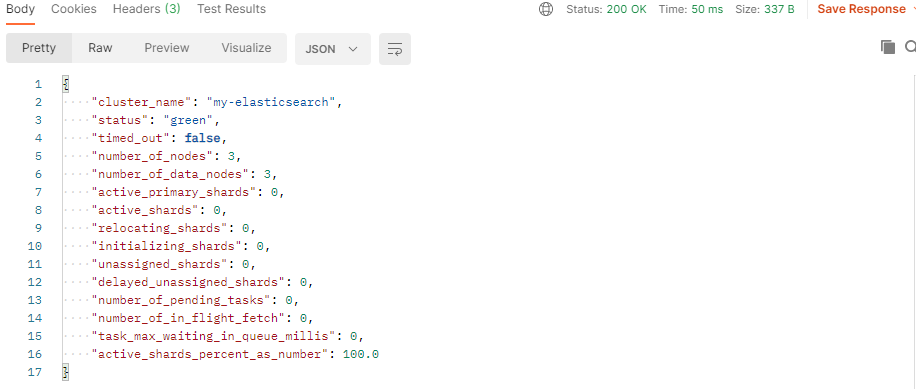 Body Cookies Headers (3) Test Results Status: 200 OK Time: 50 ms Size: 337 B Save Response
Pretty Raw Preview Visualize JSON
1 {
2 "cluster_name": "my-elasticsearch",
3 "status": "green",
4 "timed_out": false,
5 "number_of_nodes": 3,
6 "number_of_data_nodes": 3,
7 "active_primary_shards": 0,
8 "active_shards": 0,
9 "relocating_shards": 0,
10 "initializing_shards": 0,
11 "unassigned_shards": 0,
12 "delayed_unassigned_shards": 0,
13 "number_of_pending_tasks": 0,
14 "number_of_in_flight_fetch": 0,
15 "task_max_waiting_in_queue_millis": 0,
16 "active_shards_percent_as_number": 100.0
17 }